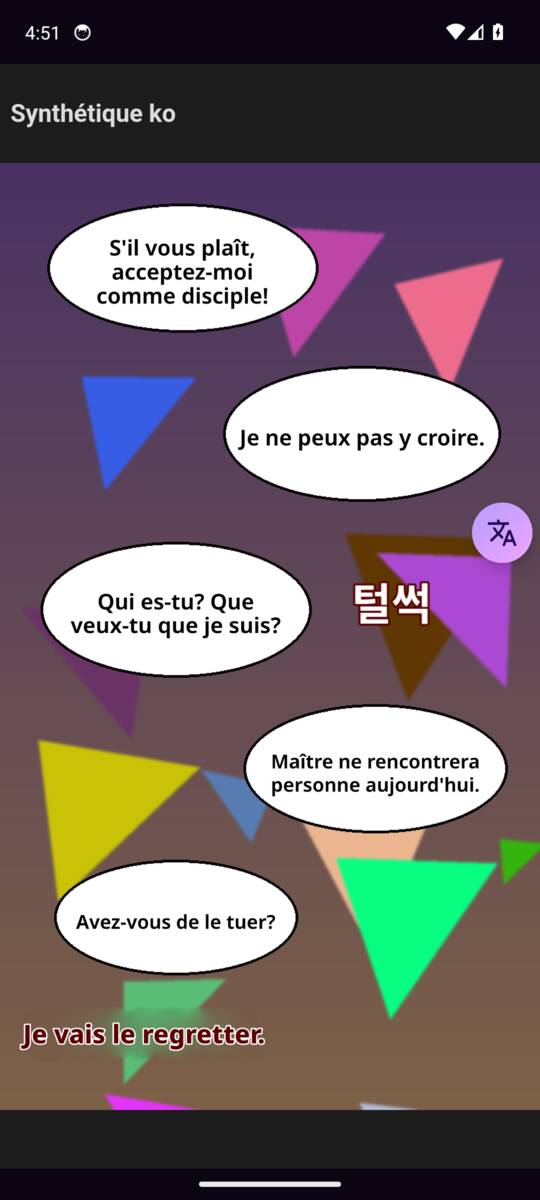 4:51
Synthétique ko
S'il vous plaît,
acceptez-moi
comme disciple!
Je ne peux pas y croire.
Qui es-tu? Que
veux-tu que je suis?
털썩
Maître ne rencontrera
personne aujourd'hui.
Avez-vous de le tuer?
Je vais le regretter.